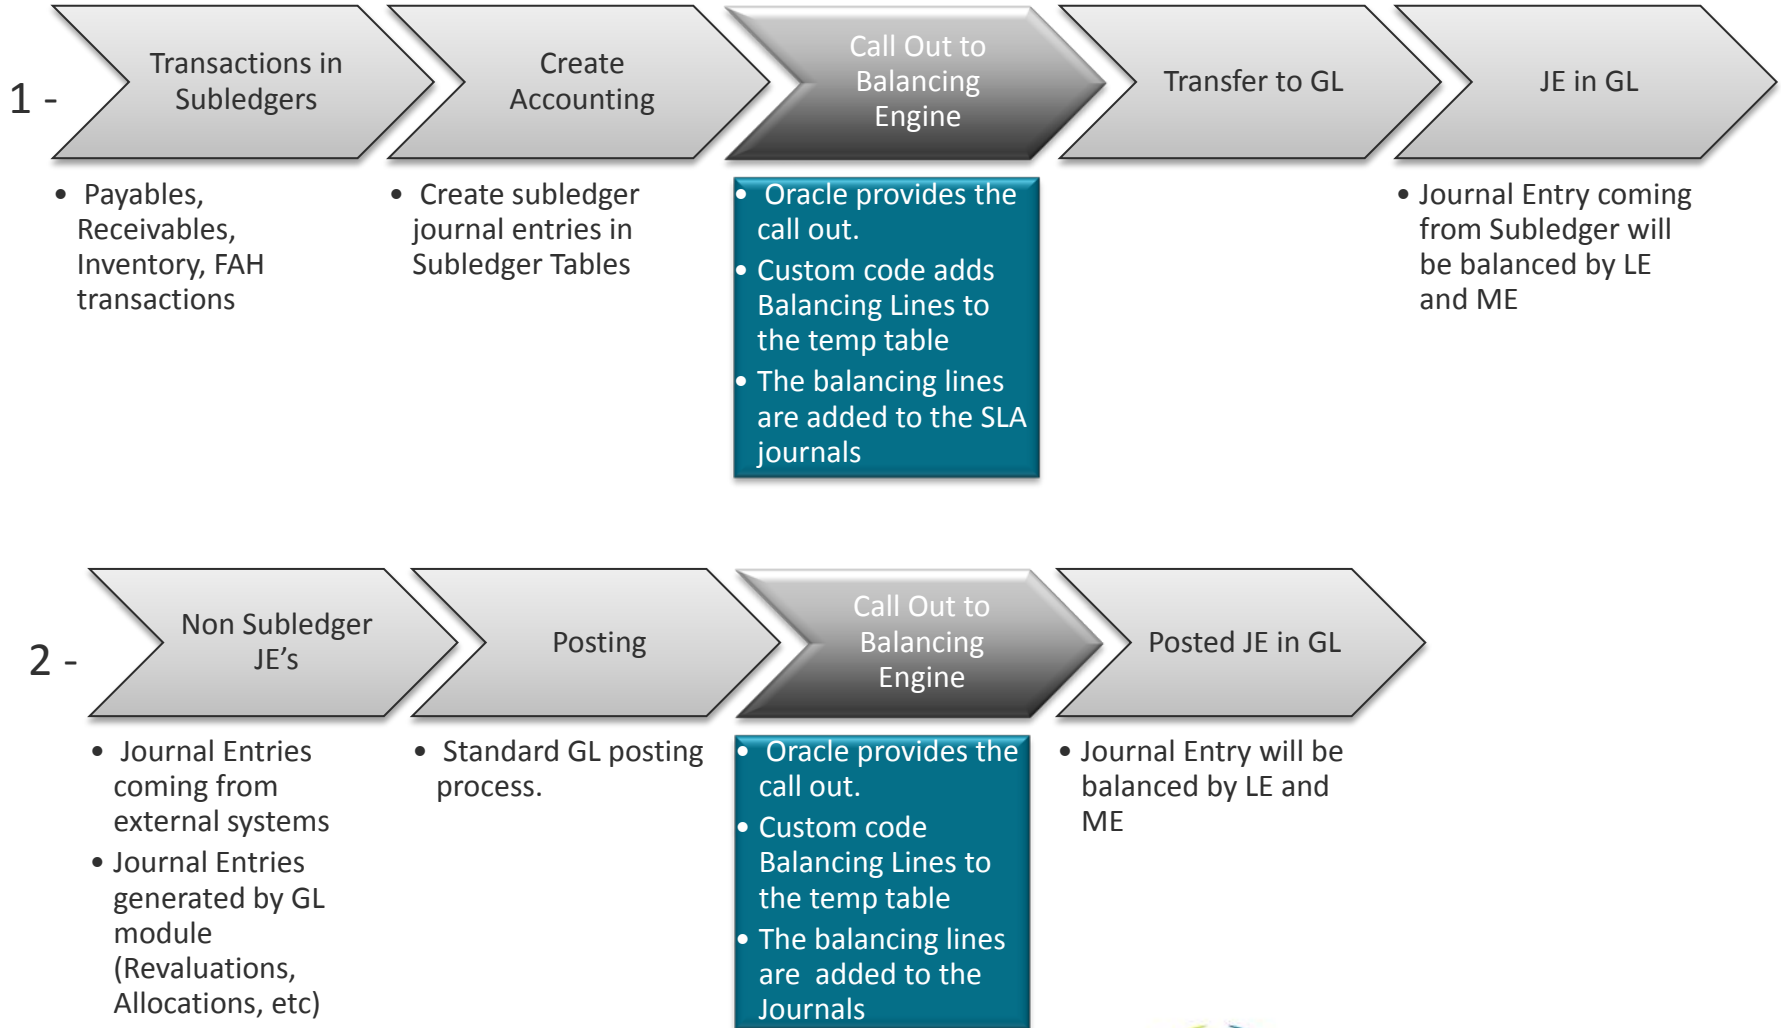 1 -
Transactions in
Subledgers
Create
Accounting
Call Out to
Balancing
Engine
Transfer to GL
JE in GL
• Payables,
Receivables,
Inventory, FAH
transactions
• Create subledger
journal entries in
Subledger Tables
• Oracle provides the
call out.
• Custom code adds
Balancing Lines to
the temp table
• The balancing lines
are added to the SLA
journals
• Journal Entry coming
from Subledger will
be balanced by LE
and ME
2 -
Non Subledger
JE’s
Posting
Call Out to
Balancing
Engine
Posted JE in GL
• Journal Entries
coming from
external systems
• Journal Entries
generated by GL
module
(Revaluations,
Allocations, etc)
• Standard GL posting
process.
• Oracle provides the
call out.
• Custom code
Balancing Lines to
the temp table
• The balancing lines
are added to the
Journals
• Journal Entry will be
balanced by LE and
ME